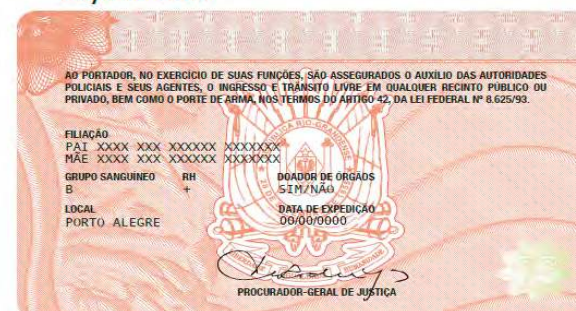 AO PORTADOR, NO EXERCÍCIO DE SUAS FUNÇÕES, SÃO ASSEGURADOS O AUXÍLIO DAS AUTORIDADES
POLICIAIS E SEUS AGENTES, O INGRESSO E TRÂNSITO LIVRE EM QUALQUER RECINTO PÚBLICO OU
PRIVADO, BEM COMO O PORTE DE ARMA, NOS TERMOS DO ARTIGO 42, DA LEI FEDERAL Nº 8.625/93.
FILIAÇÃO
PAI XXXX XXX XXXXXX XXXXXXX
MÃE XXXX XXX XXXXXX XXXXXXX
GRUPO SANGUÍNEO RH DOADOR DE ÓRGÃOS
B + SIM/NÃO
LOCAL DATA DE EXPEDIÇÃO
PORTO ALEGRE 00/00/0000
PROCURADOR-GERAL DE JUSTIÇA